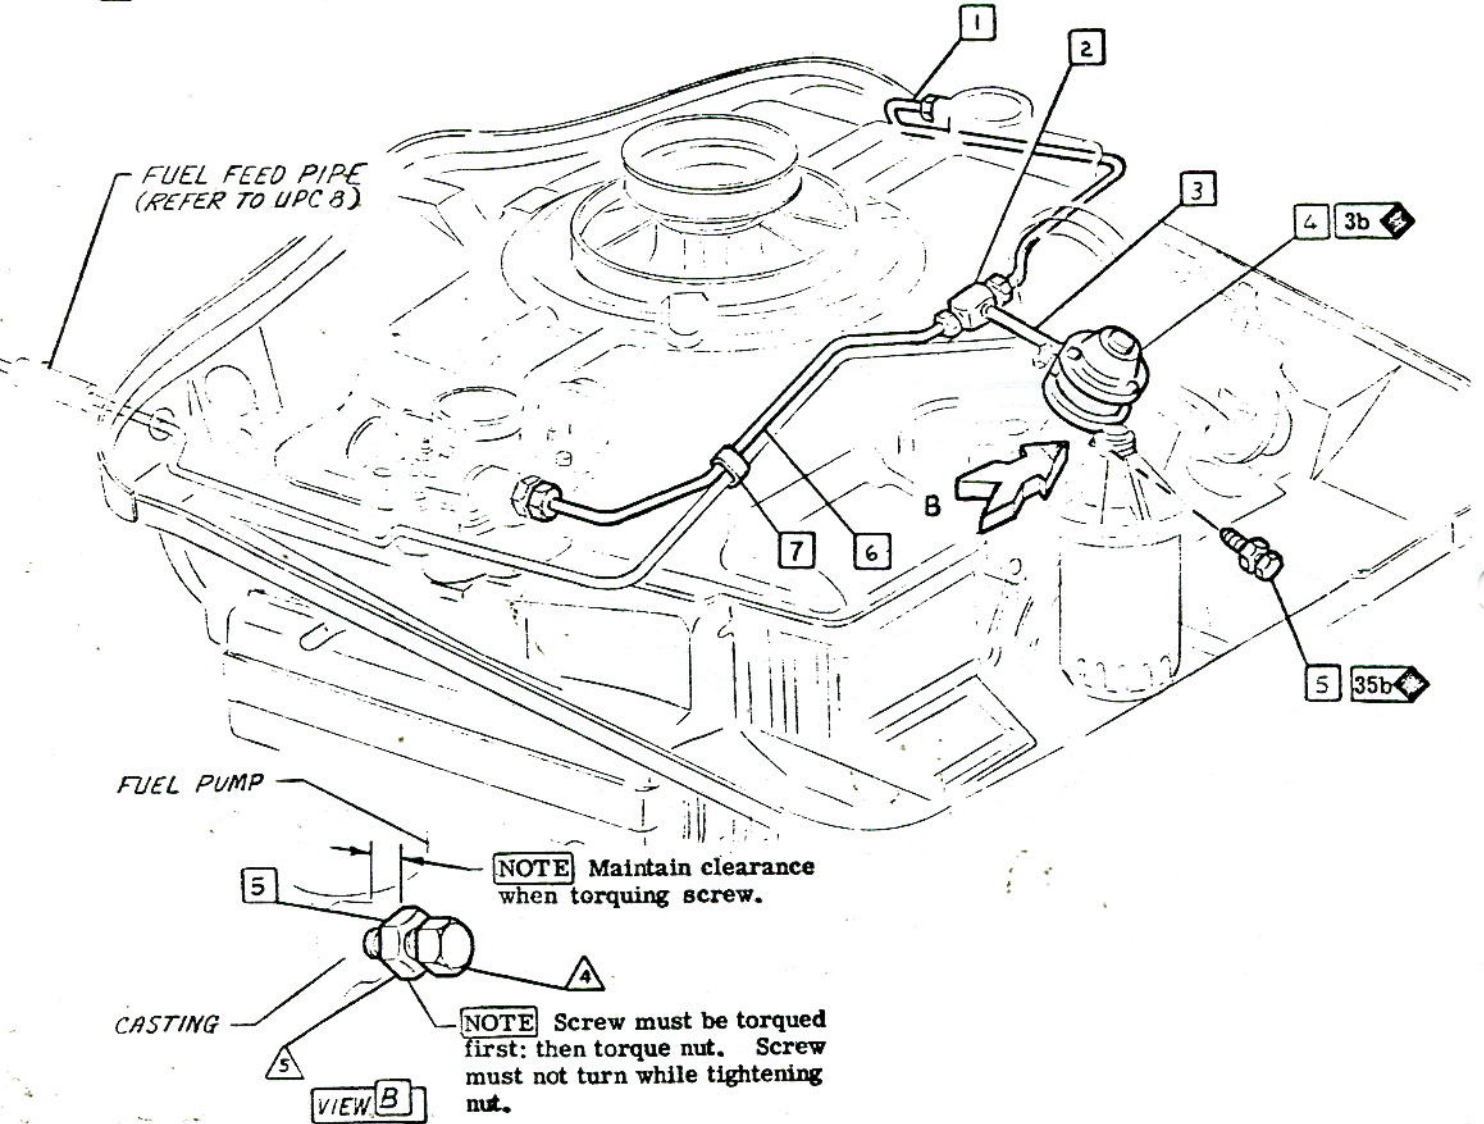 1
2
FUEL FEED PIPE
(REFER TO UPC 8)
3
4 3b
B
7
6
5 35b
FUEL PUMP
NOTE Maintain clearance
when torquing screw.
5
4
CASTING
NOTE Screw must be torqued
first: then torque nut. Screw
must not turn while tightening
nut.
5
VIEW B